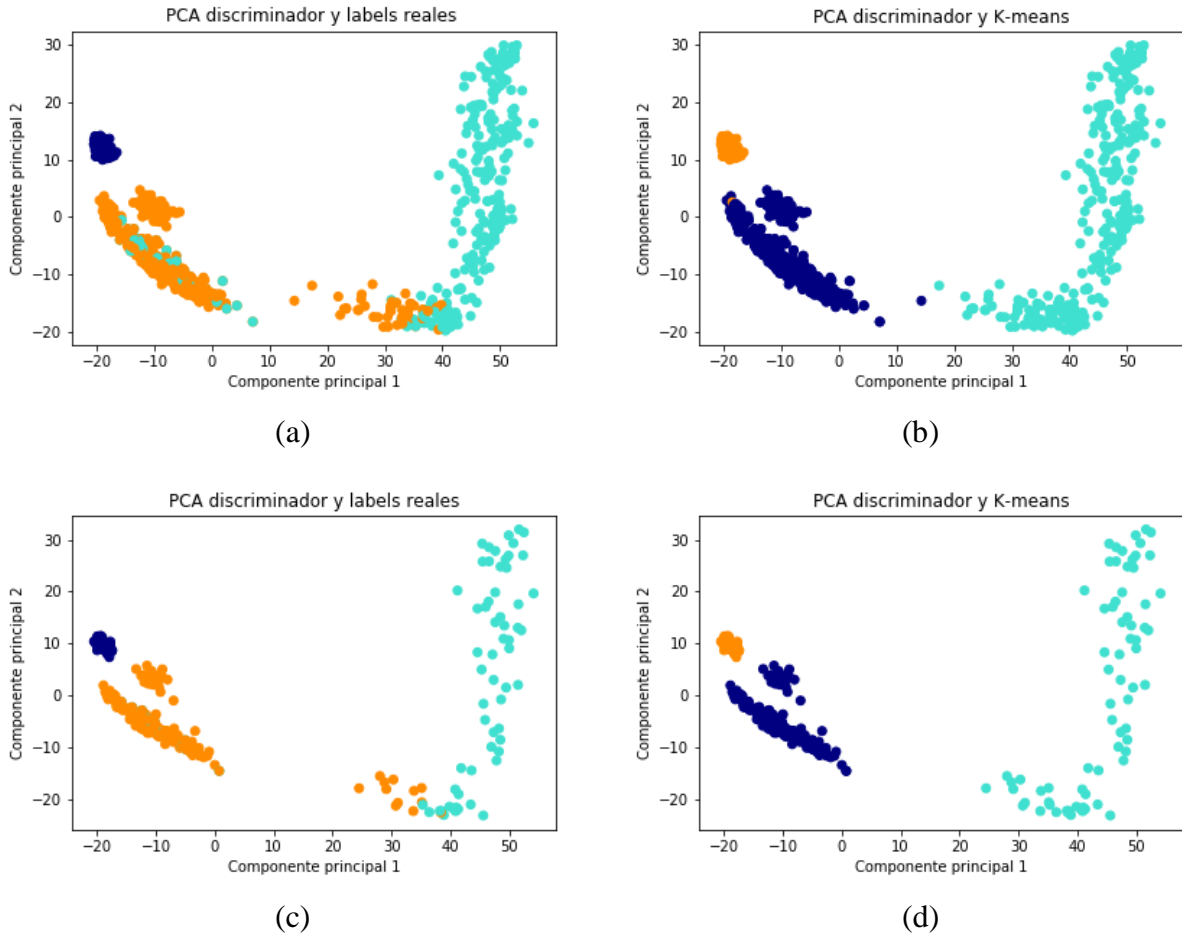 PCA discriminador y labels reales
30
20
10
0
−10
−20
Componente principal 2
−20 −10 0 10 20 30 40 50
Componente principal 1
(a)
PCA discriminador y K-means
30
20
10
0
−10
−20
Componente principal 2
−20 −10 0 10 20 30 40 50
Componente principal 1
(b)
PCA discriminador y labels reales
30
20
10
0
−10
−20
Componente principal 2
−20 −10 0 10 20 30 40 50
Componente principal 1
(c)
PCA discriminador y K-means
30
20
10
0
−10
−20
Componente principal 2
−20 −10 0 10 20 30 40 50
Componente principal 1
(d)